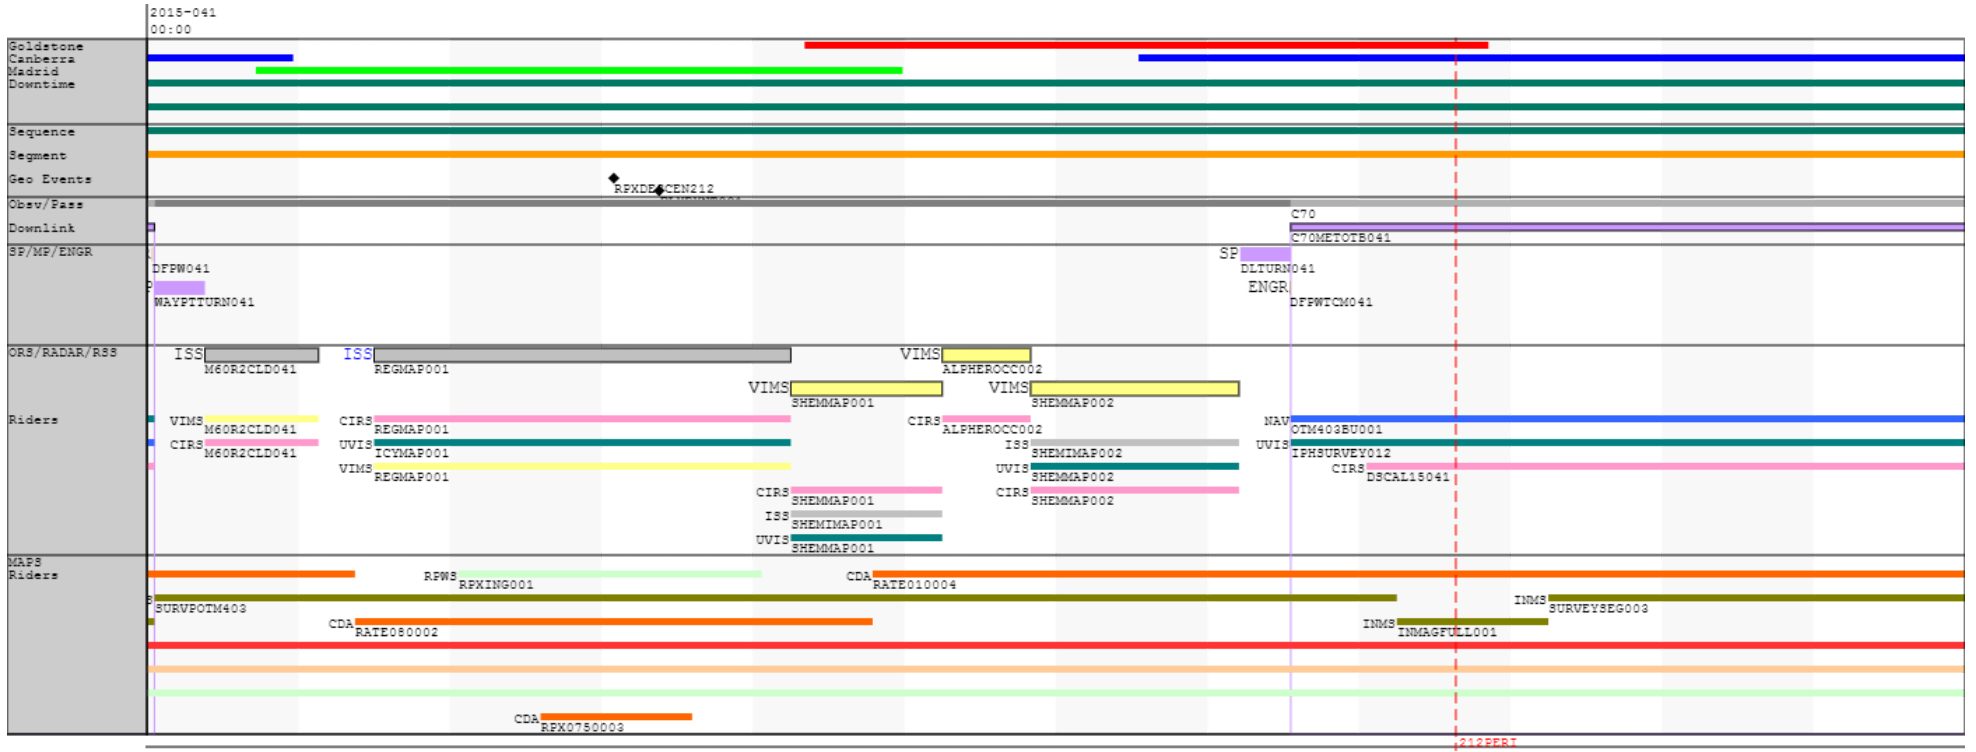 2015-041
00:00
Goldstone
Canberra
Madrid
Downtime
Sequence
Segment
Geo Events
RPXDESCEN212
Obsv/Pass
C70
Downlink
C70METOTB041
SP/MP/ENGR
SP
DFPW041
DLTURN041
ENGR
WAYPTTURN041
DFPWTCM041
ORS/RADAR/RSS
ISS
ISS
VIMS
M60R2CLD041
REGMAP001
ALPHEROCC002
VIMS
VIMS
SHEMMAP001
SHEMMAP002
Riders
VIMS
CIRS
CIRS
NAV
M60R2CLD041
REGMAP001
ALPHEROCC002
OTM403BU001
CIRS
UVIS
ISS
UVIS
M60R2CLD041
ICYMAP001
SHEMIMAP002
IPHSURVEY012
VIMS
UVIS
CIRS
REGMAP001
SHEMMAP002
DSCAL15041
CIRS
CIRS
SHEMMAP001
SHEMMAP002
ISS
SHEMIMAP001
UVIS
SHEMMAP001
MAPS
Riders
RPWS
CDA
RPXING001
RATE010004
S
INMS
SURVPOTM403
SURVEYSEG003
CDA
INMS
RATE080002
INMAGFULL001
CDA
RPX0750003
212PERI